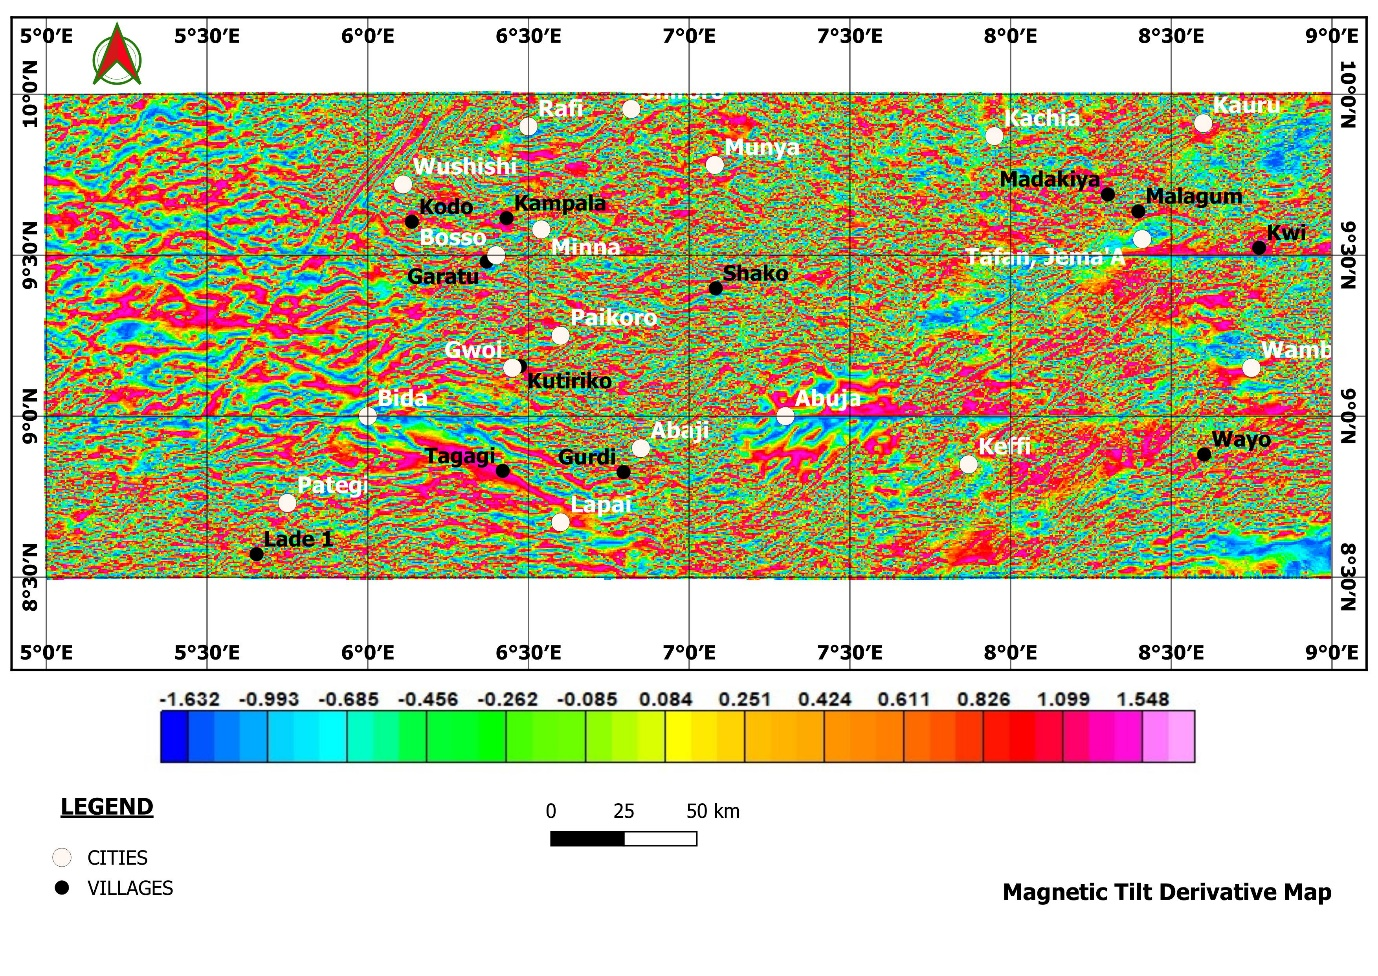 5°0′E 5°30′E 6°0′E 6°30′E 7°0′E 7°30′E 8°0′E 8°30′E 9°0′E
10°0′N 10°0′N
Rafi
Kachia Kauru
Wushishi Munya
Madakiya Malagum
Kodo Kampala
Bosso Minna Kwi
9°30′N 9°30′N
Garatu Shako Tafan, Jema'A
Paikoro
Gwoi Wamb
Kutiriko
Bida Abuja
9°0′N 9°0′N
Abaji Keffi Wayo
Tagagi Gurdi
Pategi Lapai
Lade 1
8°30′N 8°30′N
5°0′E 5°30′E 6°0′E 6°30′E 7°0′E 7°30′E 8°0′E 8°30′E 9°0′E
-1.632 -0.993 -0.685 -0.456 -0.262 -0.085 0.084 0.251 0.424 0.611 0.826 1.099 1.548
LEGEND
0 25 50 km
CITIES
VILLAGES
Magnetic Tilt Derivative Map